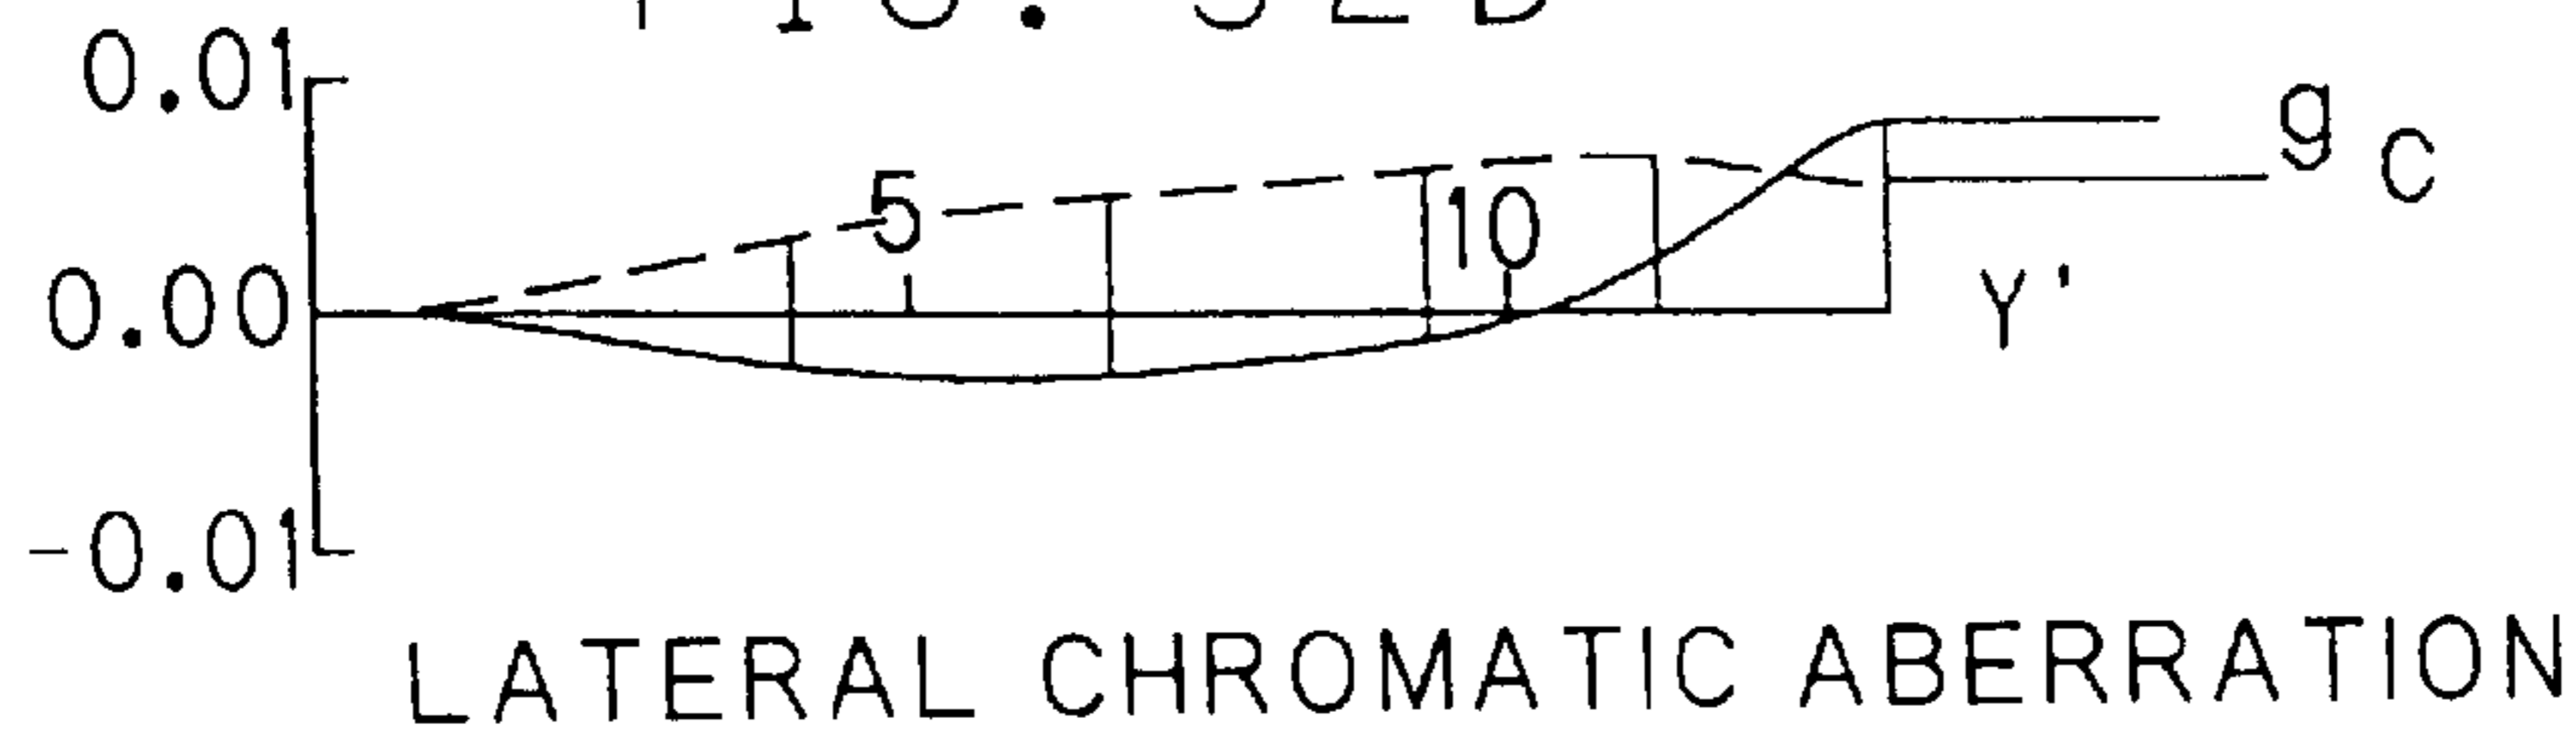 0.01
g
C
5
10
0.00
Y'
-0.01
LATERAL CHROMATIC ABERRATION